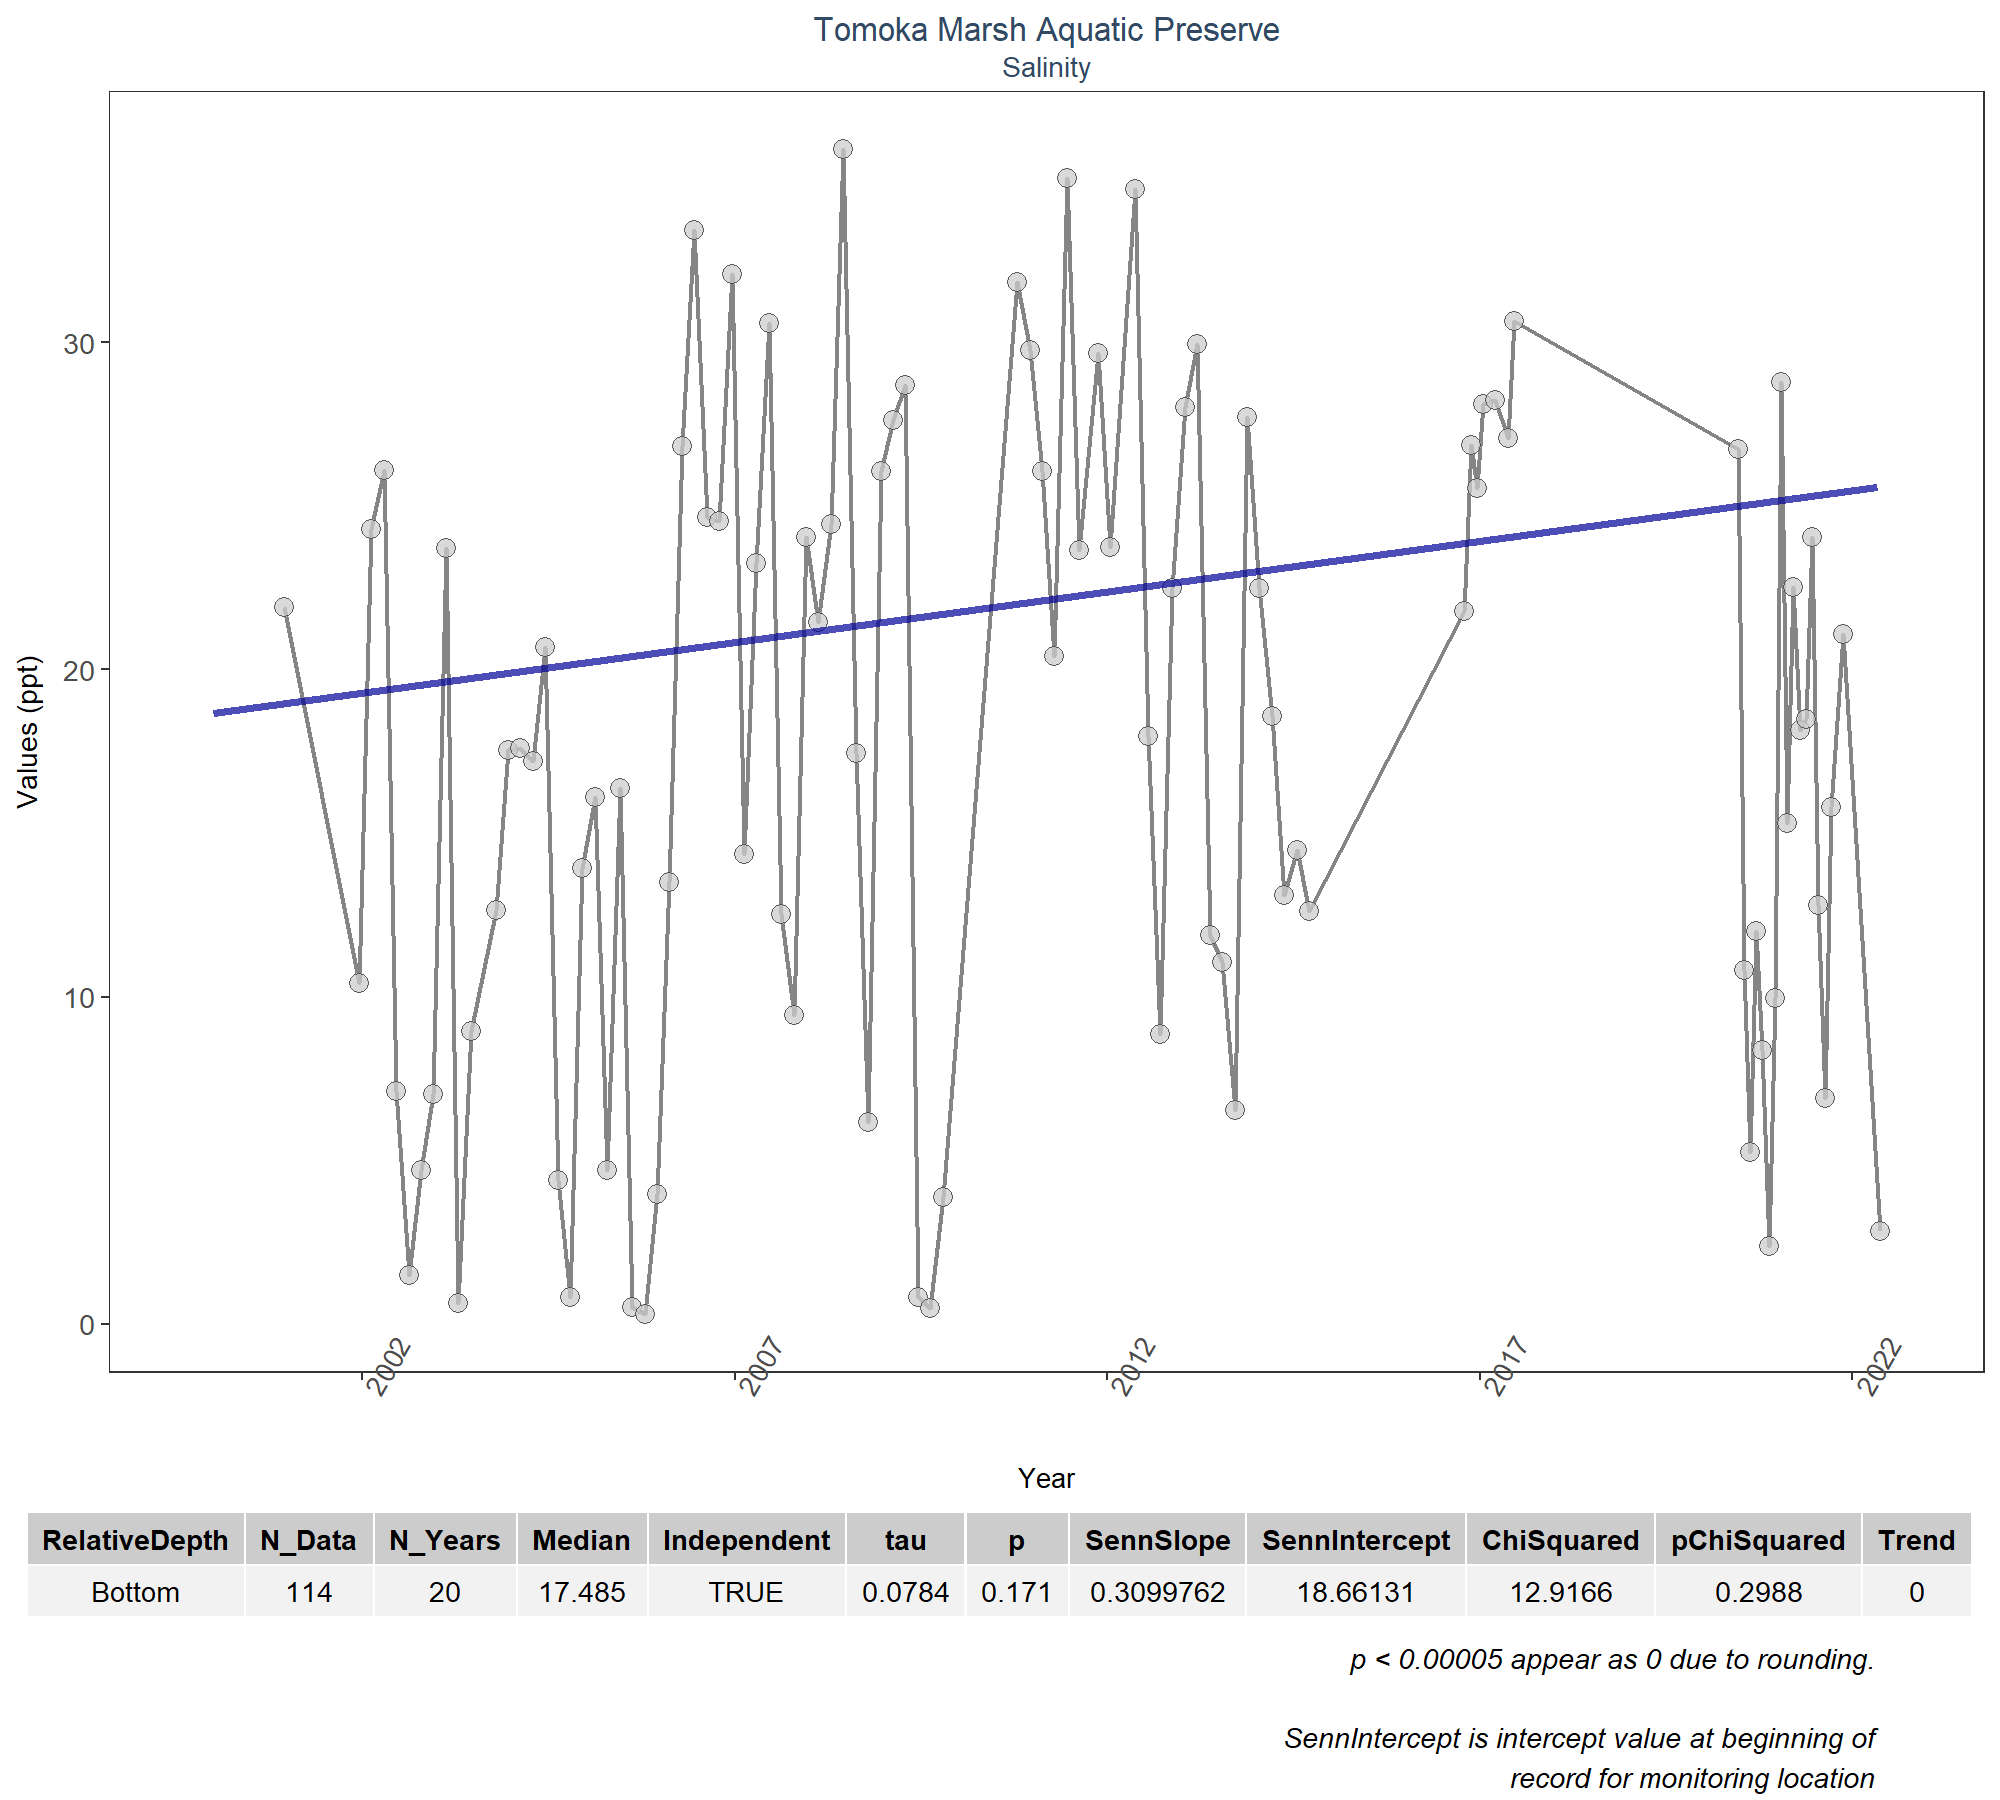 Tomoka Marsh Aquatic Preserve
Salinity
Values (ppt)
30
20
10
0
2002 2007 2012 2017 2022
Year
RelativeDepth N_Data N_Years Median Independent tau p SennSlope SennIntercept ChiSquared pChiSquared Trend
Bottom 114 20 17.485 TRUE 0.0784 0.171 0.3099762 18.66131 12.9166 0.2988 0
p < 0.00005 appear as 0 due to rounding.
SennIntercept is intercept value at beginning of
record for monitoring location